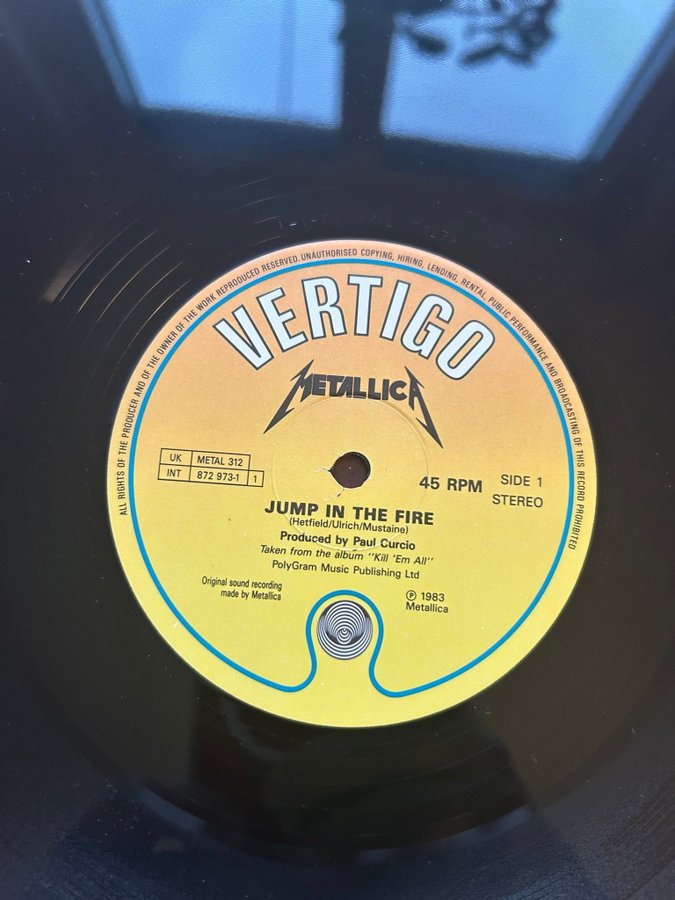 ALL RIGHTS OF THE PRODUCER AND OF THE OWNER OF THE WORK REPRODUCED RESERVED. UNAUTHORISED COPYING, HIRING, LENDING, RENTAL, PUBLIC PERFORMANCE AND BROADCASTING OF THIS RECORD PROHIBITED
VERTIGO
METALLICA
UK METAL 312
INT 872 973-1 1
45 RPM
SIDE 1
STEREO
JUMP IN THE FIRE
(Hetfield/Ulrich/Mustaine)
Produced by Paul Curcio
Taken from the album "Kill 'Em All"
PolyGram Music Publishing Ltd
Original sound recording
made by Metallica
℗ 1983
Metallica